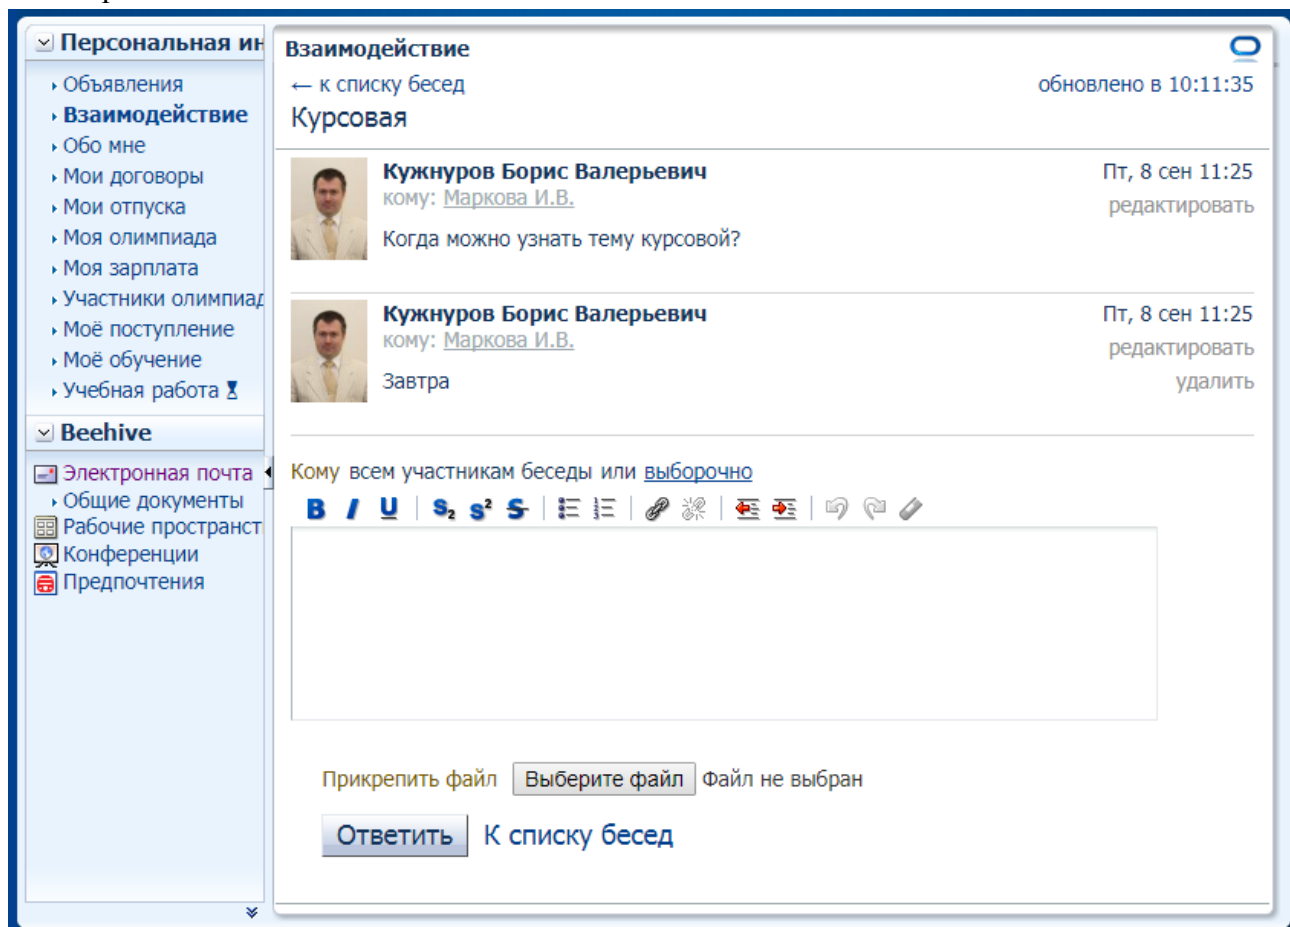 Персональная ин
Объявления
Взаимодействие
Обо мне
Мои договоры
Мои отпуска
Моя олимпиада
Моя зарплата
Участники олимпиад
Моё поступление
Моё обучение
Учебная работа
Beehive
Электронная почта
Общие документы
Рабочие пространст
Конференции
Предпочтения
Взаимодействие
← к списку бесед
обновлено в 10:11:35
Курсовая
Кужнуров Борис Валерьевич
Пт, 8 сен 11:25
кому: Маркова И.В.
редактировать
Когда можно узнать тему курсовой?
Кужнуров Борис Валерьевич
Пт, 8 сен 11:25
кому: Маркова И.В.
редактировать
Завтра
удалить
Кому всем участникам беседы или выборочно
B I U S₂ S² S
Прикрепить файл Выберите файл Файл не выбран
Ответить К списку бесед